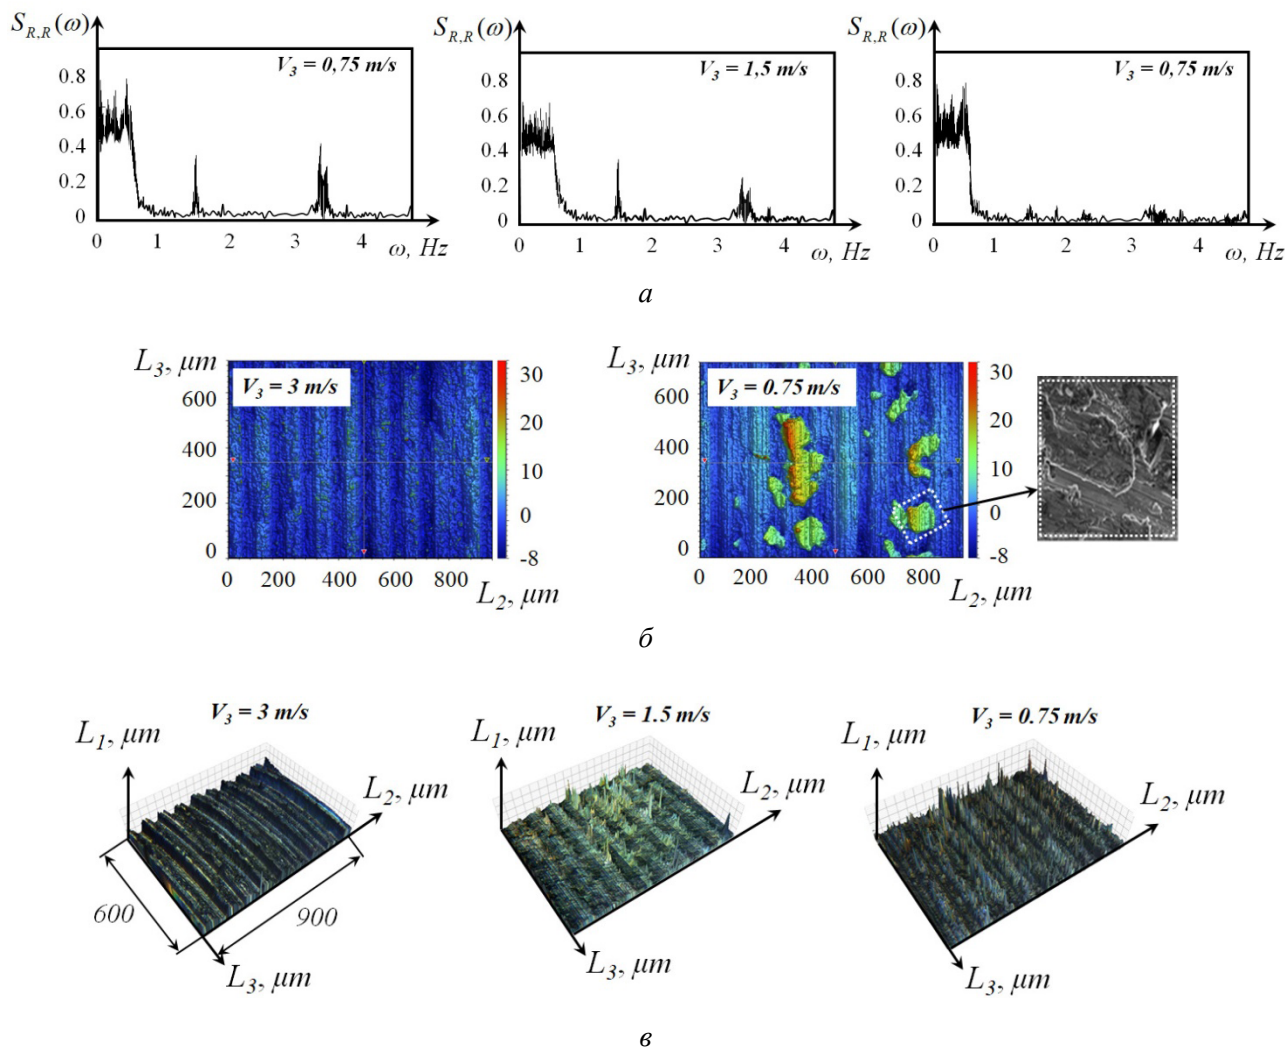 S_{R,R}(ω) S_{R,R}(ω) S_{R,R}(ω)
V_3 = 0,75 m/s V_3 = 1,5 m/s V_3 = 0,75 m/s
0.8 0.8 0.8
0.6 0.6 0.6
0.4 0.4 0.4
0.2 0.2 0.2
0 0 0
0 1 2 3 4 0 1 2 3 4 0 1 2 3 4
ω, Hz ω, Hz ω, Hz
а
L_3, μm L_3, μm
V_3 = 3 m/s V_3 = 0.75 m/s
600 30 600 30
400 20 400 20
10 10
200 0 200 0
0 -8 0 -8
0 200 400 600 800 0 200 400 600 800
L_2, μm L_2, μm
б
V_3 = 3 m/s V_3 = 1.5 m/s V_3 = 0.75 m/s
L_1, μm L_1, μm L_1, μm
L_2, μm L_2, μm L_2, μm
600 900
L_3, μm L_3, μm L_3, μm
в